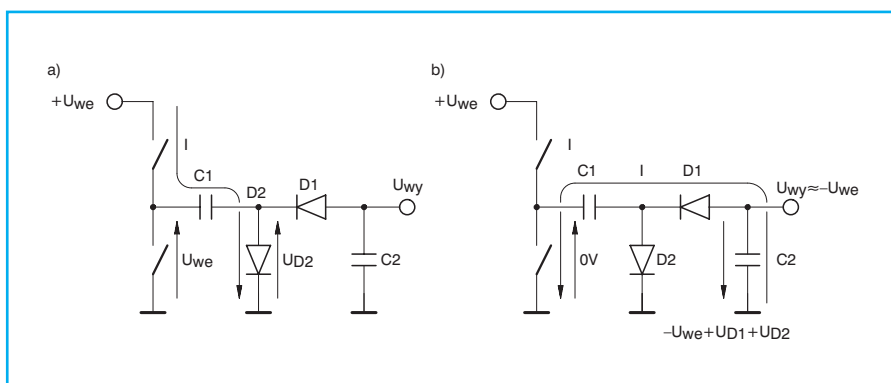 a)
+Uwe
I
C1
D2
D1
Uwy
Uwe
UD2
C2
b)
+Uwe
I
C1
I
D1
Uwy≈–Uwe
0V
D2
C2
–Uwe+UD1+UD2